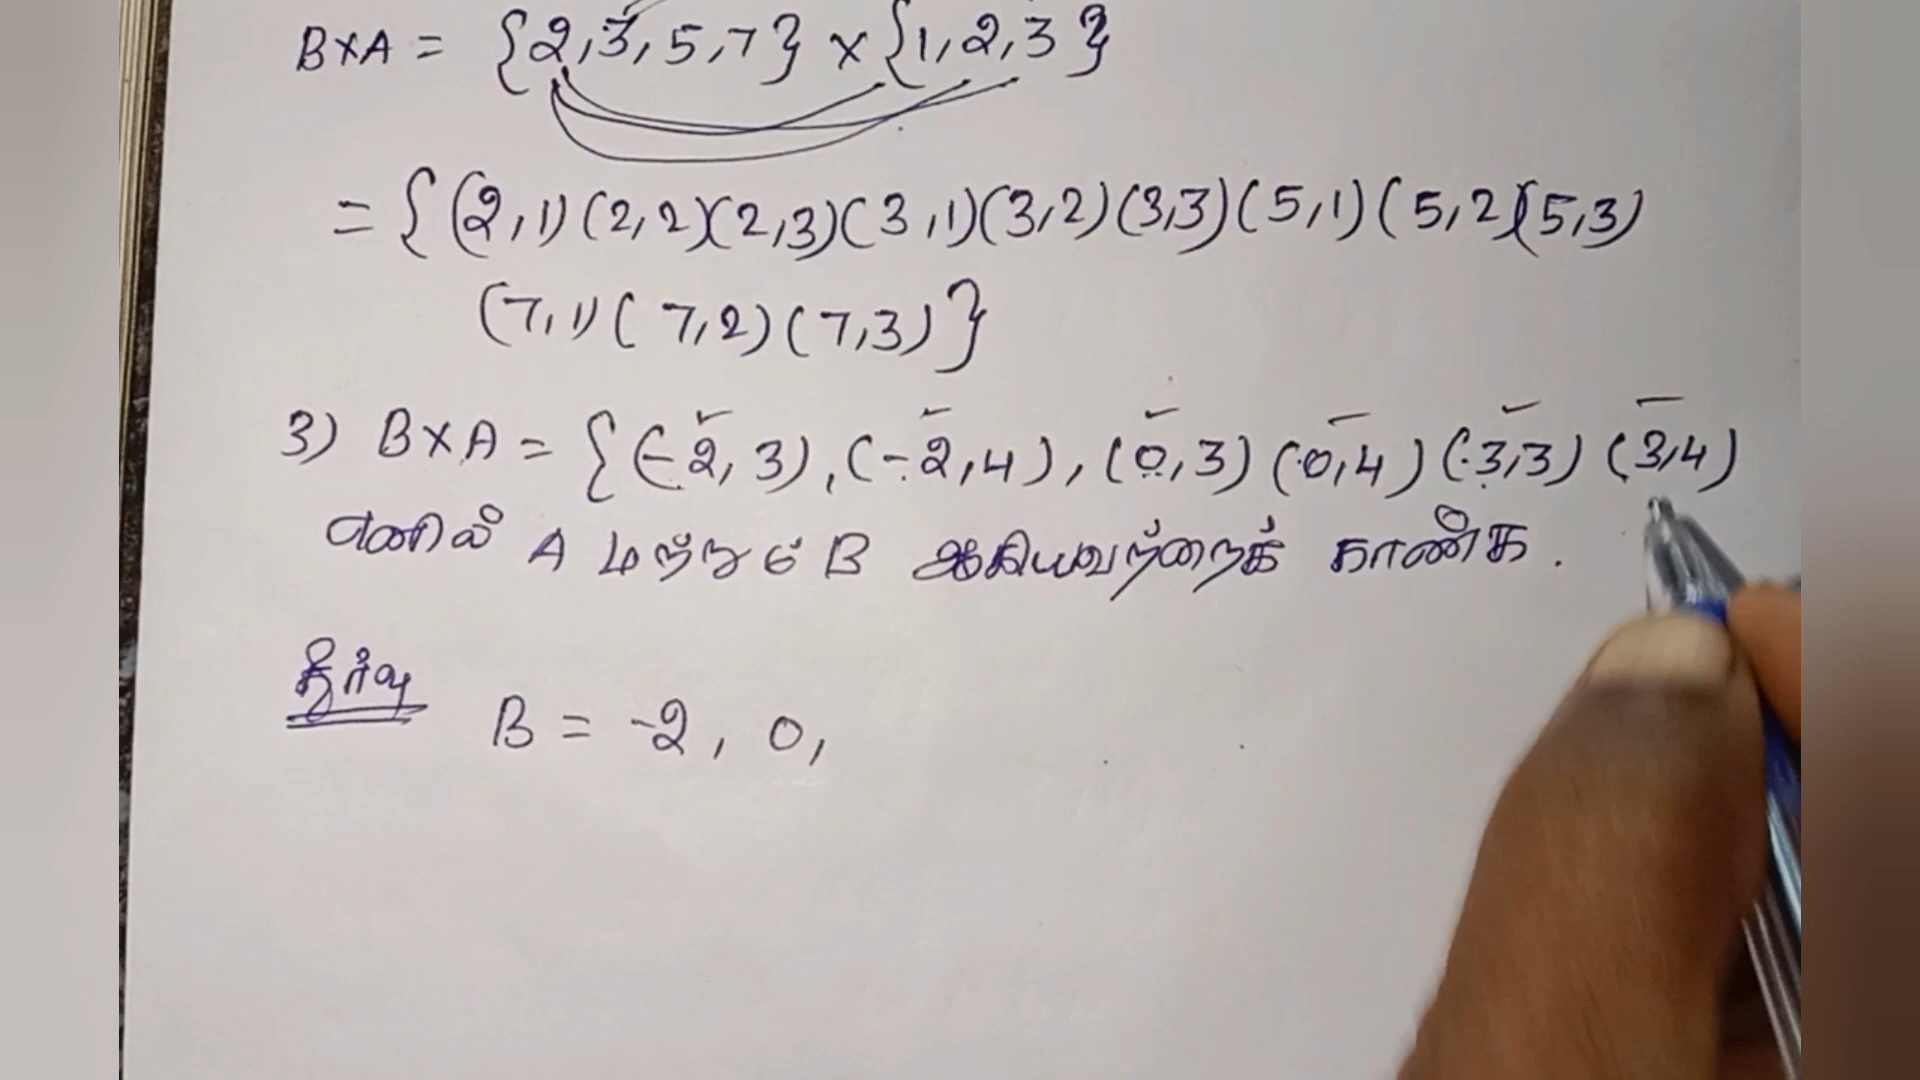 B×A = {2,3,5,7} × {1,2,3}
= {(2,1)(2,2)(2,3)(3,1)(3,2)(3,3)(5,1)(5,2)(5,3)
(7,1)(7,2)(7,3)}
3) B×A = {(-2,3),(-2,4),(0,3)(0,4)(3,3)(3,4)
எனில் A மற்றும் B ஆகியவற்றைக் காண்க.
தீர்வு B = -2, 0,